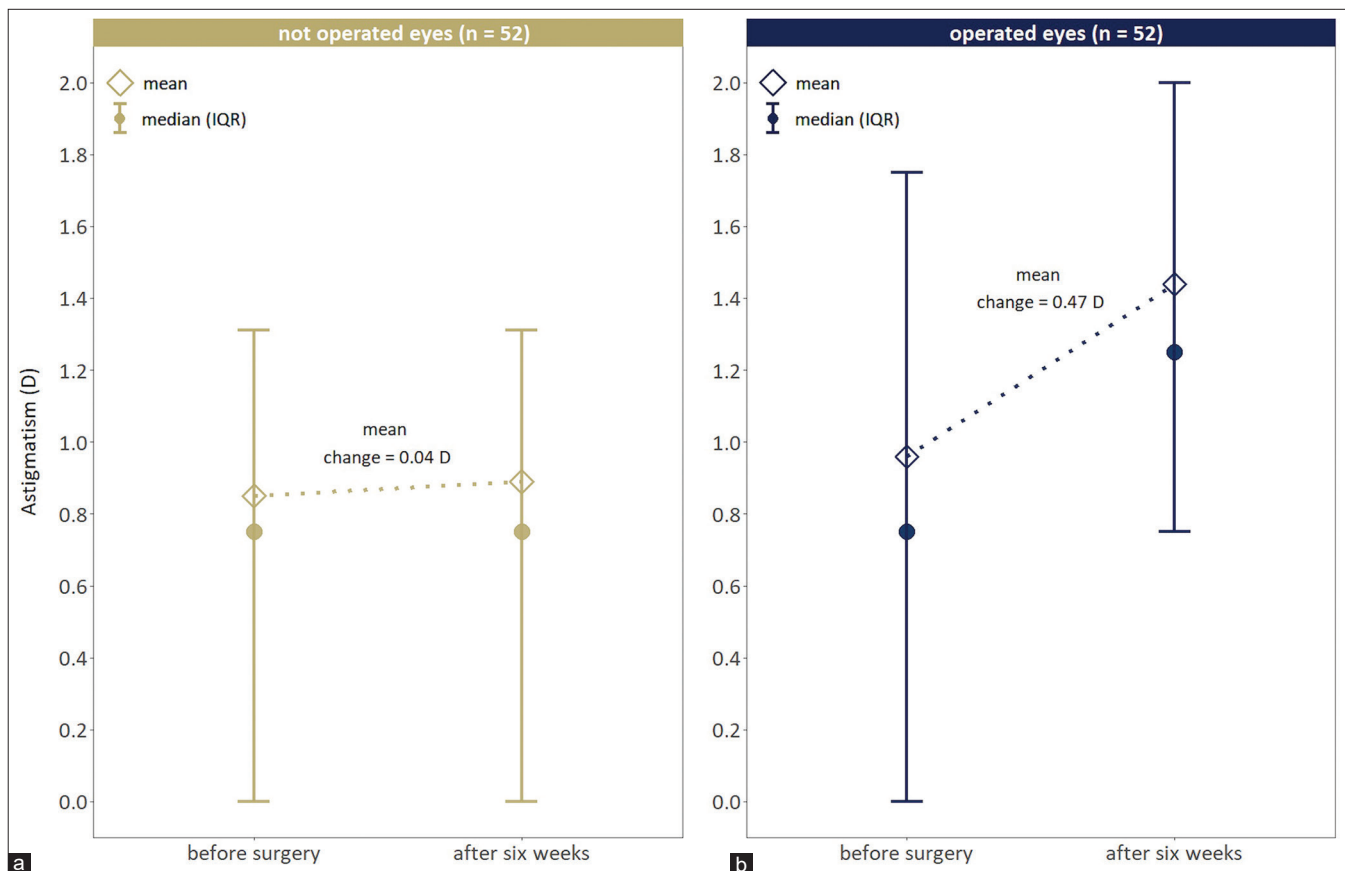 not operated eyes (n = 52)
mean
median (IQR)
Astigmatism (D)
2.0
1.8
1.6
1.4
1.2
1.0
0.8
0.6
0.4
0.2
0.0
mean
change = 0.04 D
before surgery
after six weeks
a
operated eyes (n = 52)
mean
median (IQR)
2.0
1.8
1.6
1.4
1.2
1.0
0.8
0.6
0.4
0.2
0.0
mean
change = 0.47 D
before surgery
after six weeks
b